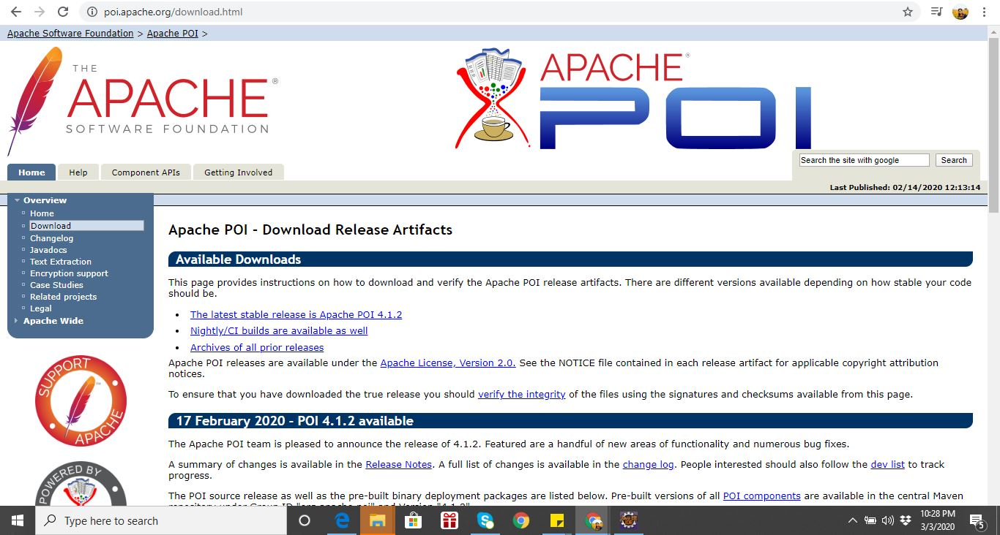 poi.apache.org/download.html
Apache Software Foundation > Apache POI >
THE
APACHE®
SOFTWARE FOUNDATION
APACHE®
POI
Home Help Component APIs Getting Involved
Search the site with google Search
Last Published: 02/14/2020 12:13:14
Overview
Home
Download
Changelog
Javadocs
Text Extraction
Encryption support
Case Studies
Related projects
Legal
Apache Wide
SUPPORT
APACHE
POWERED BY
Apache POI - Download Release Artifacts
Available Downloads
This page provides instructions on how to download and verify the Apache POI release artifacts. There are different versions available depending on how stable your code
should be.
• The latest stable release is Apache POI 4.1.2
• Nightly/CI builds are available as well
• Archives of all prior releases
Apache POI releases are available under the Apache License, Version 2.0. See the NOTICE file contained in each release artifact for applicable copyright attribution
notices.
To ensure that you have downloaded the true release you should verify the integrity of the files using the signatures and checksums available from this page.
17 February 2020 - POI 4.1.2 available
The Apache POI team is pleased to announce the release of 4.1.2. Featured are a handful of new areas of functionality and numerous bug fixes.
A summary of changes is available in the Release Notes. A full list of changes is available in the change log. People interested should also follow the dev list to track
progress.
The POI source release as well as the pre-built binary deployment packages are listed below. Pre-built versions of all POI components are available in the central Maven
repository under Group ID "org.apache.poi" and Version "4.1.2"
Type here to search
10:28 PM
3/3/2020
5